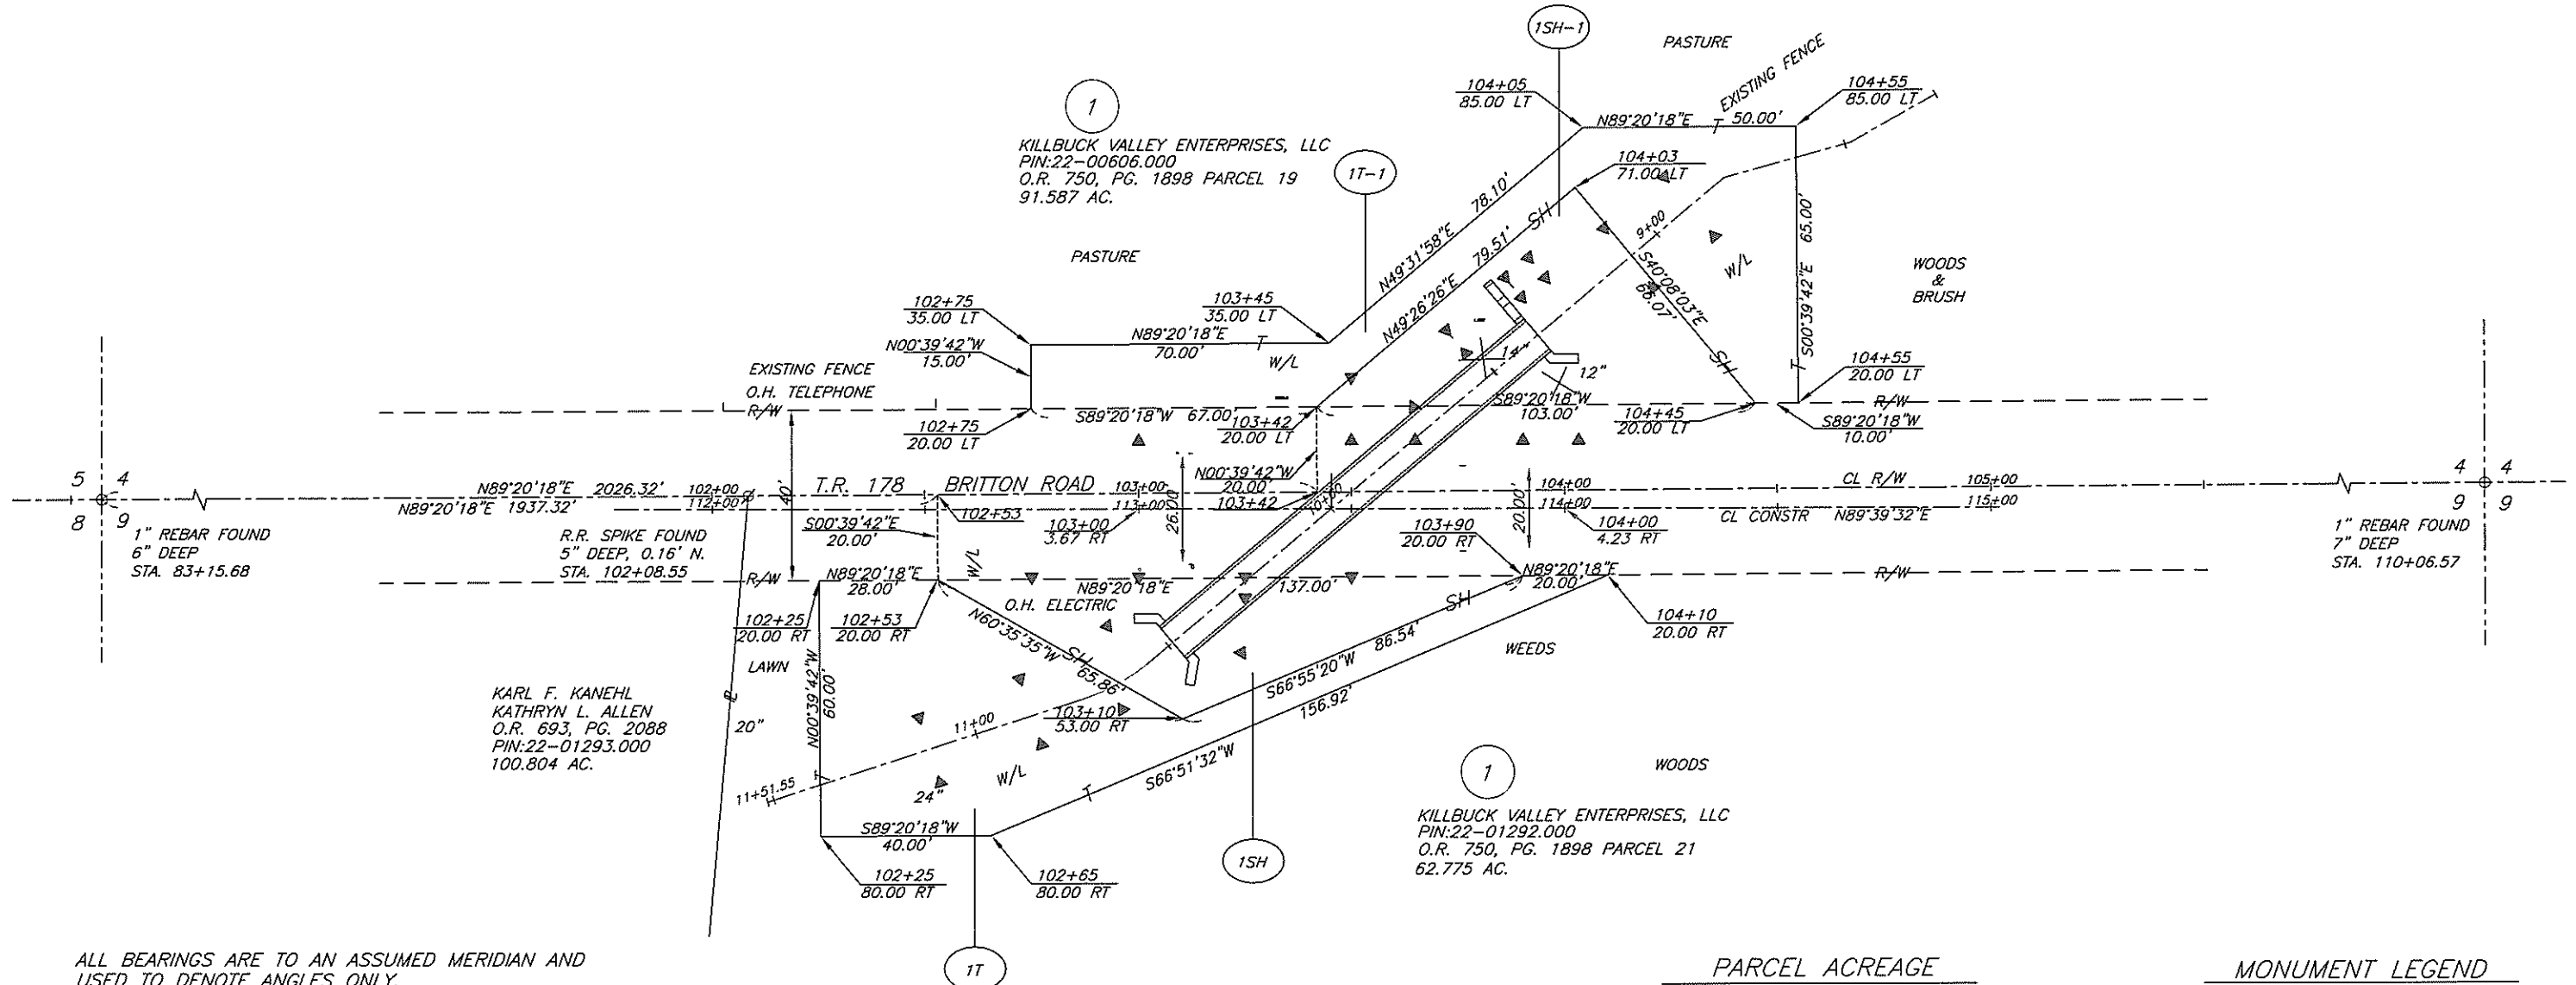 1SH-1
PASTURE
EXISTING FENCE
104+05
85.00 LT
104+55
85.00 LT
N89°20'18"E
50.00'
1
KILLBUCK VALLEY ENTERPRISES, LLC
PIN:22-00606.000
O.R. 750, PG. 1898 PARCEL 19
91.587 AC.
1T-1
104+03
71.00 LT
N49°31'58"E
78.10'
SH
N49°26'26"E
79.51'
9+00
W/L
65.00'
S00°39'42"E
S40°08'03"E
66.07'
SH
WOODS
&
BRUSH
PASTURE
102+75
35.00 LT
103+45
35.00 LT
N00°39'42"W
15.00'
N89°20'18"E
70.00'
W/L
EXISTING FENCE
O.H. TELEPHONE
R/W
102+75
20.00 LT
S89°20'18"W 67.00'
103+42
20.00 LT
12"
S89°20'18"W
103.00'
104+45
20.00 LT
104+55
20.00 LT
R/W
S89°20'18"W
10.00'
5 4
8 9
1" REBAR FOUND
6" DEEP
STA. 83+15.68
N89°20'18"E 2026.32'
N89°20'18"E 1937.32'
102+00
112+00
40'
T.R. 178 BRITTON ROAD
102+53
103+00
113+00
N00°39'42"W
20.00'
103+42
26.00'
10+00
104+00
114+00
CL R/W
105+00
115+00
CL CONSTR
N89°39'32"E
4 4
9 9
1" REBAR FOUND
7" DEEP
STA. 110+06.57
R.R. SPIKE FOUND
5" DEEP, 0.16' N.
STA. 102+08.55
S00°39'42"E
20.00'
W/L
103+00
3.67 RT
103+90
20.00 RT
20.00'
104+00
4.23 RT
R/W
N89°20'18"E
28.00'
N89°20'18"E
137.00'
N89°20'18"E
20.00'
R/W
102+25
20.00 RT
102+53
20.00 RT
O.H. ELECTRIC
104+10
20.00 RT
N60°35'35"W
SH
65.86'
SH
86.54'
S66°55'20"W
WEEDS
LAWN
N00°39'42"W
60.00'
KARL F. KANEHL
KATHRYN L. ALLEN
O.R. 693, PG. 2088
PIN:22-01293.000
100.804 AC.
20"
11+00
103+10
53.00 RT
156.92'
S66°51'32"W
11+51.55
24"
W/L
WOODS
1
KILLBUCK VALLEY ENTERPRISES, LLC
PIN:22-01292.000
O.R. 750, PG. 1898 PARCEL 21
62.775 AC.
S89°20'18"W
40.00'
102+25
80.00 RT
102+65
80.00 RT
1SH
1T
ALL BEARINGS ARE TO AN ASSUMED MERIDIAN AND
USED TO DENOTE ANGLES ONLY.
PARCEL ACREAGE
MONUMENT LEGEND